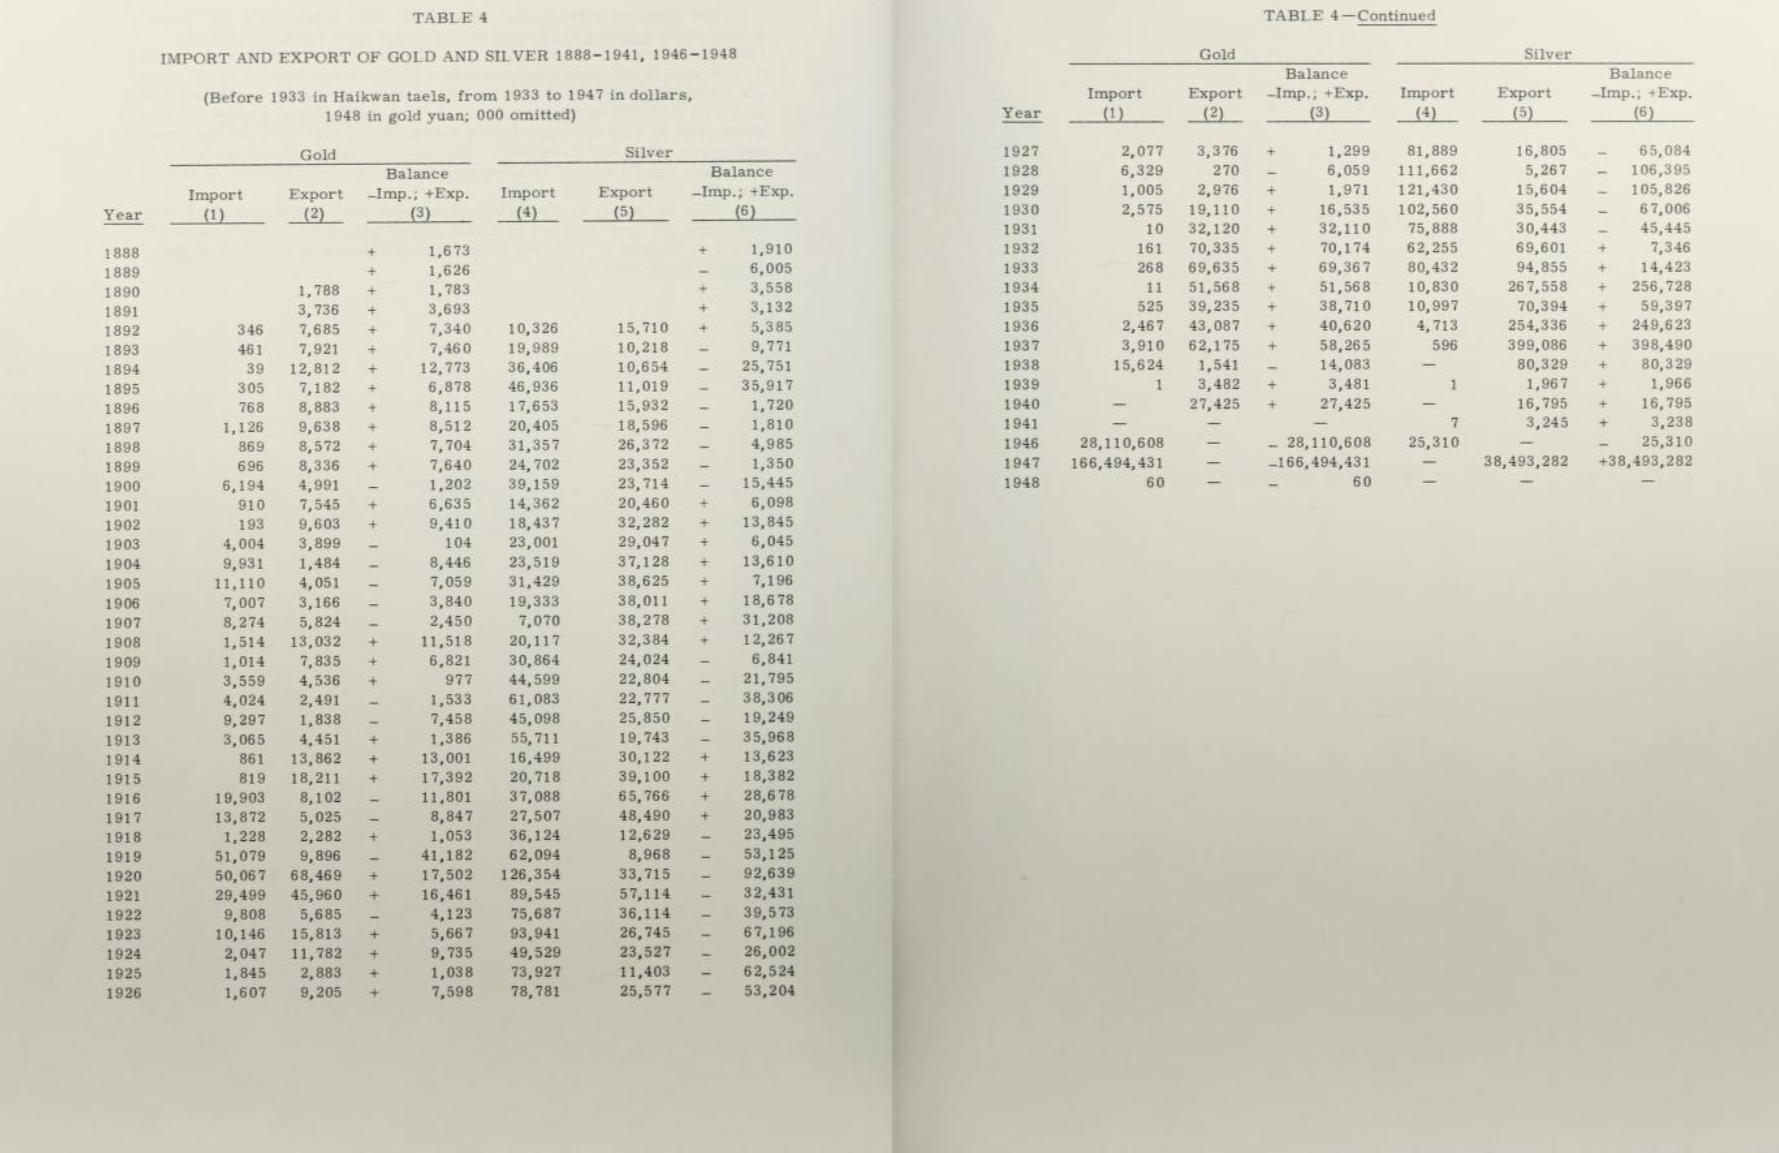 TABLE 4
IMPORT AND EXPORT OF GOLD AND SILVER 1888-1941, 1946-1948
(Before 1933 in Haikwan taels, from 1933 to 1947 in dollars,
1948 in gold yuan; 000 omitted)
Gold Silver
Balance Balance
Import Export -Imp.; +Exp. Import Export -Imp.; +Exp.
Year (1) (2) (3) (4) (5) (6)
1888 + 1,673 + 1,910
1889 + 1,626 - 6,005
1890 1,788 + 1,783 + 3,558
1891 3,736 + 3,693 + 3,132
1892 346 7,685 + 7,340 10,326 15,710 + 5,385
1893 461 7,921 + 7,460 19,989 10,218 - 9,771
1894 39 12,812 + 12,773 36,406 10,654 - 25,751
1895 305 7,182 + 6,878 46,936 11,019 - 35,917
1896 768 8,883 + 8,115 17,653 15,932 - 1,720
1897 1,126 9,638 + 8,512 20,405 18,596 - 1,810
1898 869 8,572 + 7,704 31,357 26,372 - 4,985
1899 696 8,336 + 7,640 24,702 23,352 - 1,350
1900 6,194 4,991 - 1,202 39,159 23,714 - 15,445
1901 910 7,545 + 6,635 14,362 20,460 + 6,098
1902 193 9,603 + 9,410 18,437 32,282 + 13,845
1903 4,004 3,899 - 104 23,001 29,047 + 6,045
1904 9,931 1,484 - 8,446 23,519 37,128 + 13,610
1905 11,110 4,051 - 7,059 31,429 38,625 + 7,196
1906 7,007 3,166 - 3,840 19,333 38,011 + 18,678
1907 8,274 5,824 - 2,450 7,070 38,278 + 31,208
1908 1,514 13,032 + 11,518 20,117 32,384 + 12,267
1909 1,014 7,835 + 6,821 30,864 24,024 - 6,841
1910 3,559 4,536 + 977 44,599 22,804 - 21,795
1911 4,024 2,491 - 1,533 61,083 22,777 - 38,306
1912 9,297 1,838 - 7,458 45,098 25,850 - 19,249
1913 3,065 4,451 + 1,386 55,711 19,743 - 35,968
1914 861 13,862 + 13,001 16,499 30,122 + 13,623
1915 819 18,211 + 17,392 20,718 39,100 + 18,382
1916 19,903 8,102 - 11,801 37,088 65,766 + 28,678
1917 13,872 5,025 - 8,847 27,507 48,490 + 20,983
1918 1,228 2,282 + 1,053 36,124 12,629 - 23,495
1919 51,079 9,896 - 41,182 62,094 8,968 - 53,125
1920 50,067 68,469 + 17,502 126,354 33,715 - 92,639
1921 29,499 45,960 + 16,461 89,545 57,114 - 32,431
1922 9,808 5,685 - 4,123 75,687 36,114 - 39,573
1923 10,146 15,813 + 5,667 93,941 26,745 - 67,196
1924 2,047 11,782 + 9,735 49,529 23,527 - 26,002
1925 1,845 2,883 + 1,038 73,927 11,403 - 62,524
1926 1,607 9,205 + 7,598 78,781 25,577 - 53,204
TABLE 4—Continued
Gold Silver
Balance Balance
Import Export -Imp.; +Exp. Import Export -Imp.; +Exp.
Year (1) (2) (3) (4) (5) (6)
1927 2,077 3,376 + 1,299 81,889 16,805 - 65,084
1928 6,329 270 - 6,059 111,662 5,267 - 106,395
1929 1,005 2,976 + 1,971 121,430 15,604 - 105,826
1930 2,575 19,110 + 16,535 102,560 35,554 - 67,006
1931 10 32,120 + 32,110 75,888 30,443 - 45,445
1932 161 70,335 + 70,174 62,255 69,601 + 7,346
1933 268 69,635 + 69,367 80,432 94,855 + 14,423
1934 11 51,568 + 51,568 10,830 267,558 + 256,728
1935 525 39,235 + 38,710 10,997 70,394 + 59,397
1936 2,467 43,087 + 40,620 4,713 254,336 + 249,623
1937 3,910 62,175 + 58,265 596 399,086 + 398,490
1938 15,624 1,541 - 14,083 — 80,329 + 80,329
1939 1 3,482 + 3,481 1 1,967 + 1,966
1940 — 27,425 + 27,425 — 16,795 + 16,795
1941 — — — 7 3,245 + 3,238
1946 28,110,608 — - 28,110,608 25,310 — - 25,310
1947 166,494,431 — -166,494,431 — 38,493,282 +38,493,282
1948 60 — - 60 — — —